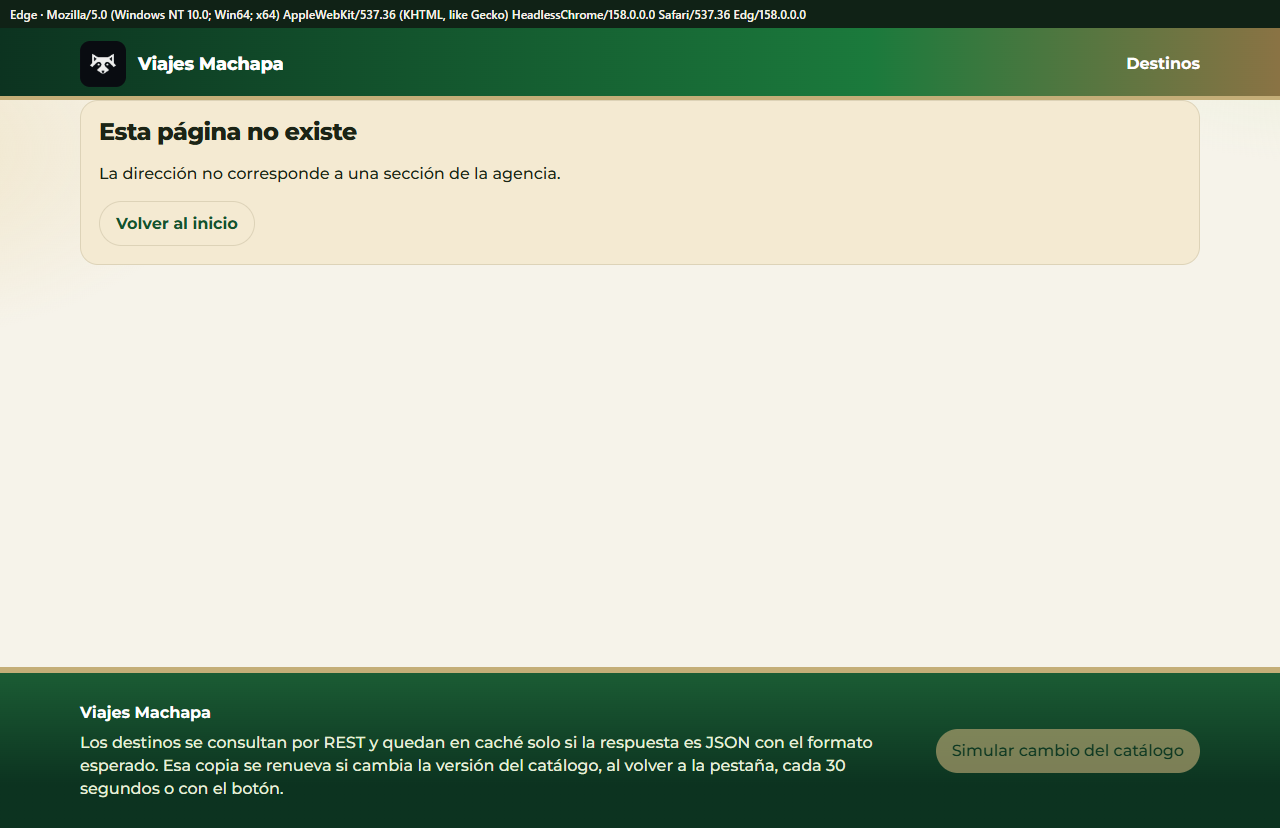 Edge · Mozilla/5.0 (Windows NT 10.0; Win64; x64) AppleWebKit/537.36 (KHTML, like Gecko) HeadlessChrome/158.0.0.0 Safari/537.36 Edg/158.0.0.0
Viajes Machapa
Destinos
Esta página no existe
La dirección no corresponde a una sección de la agencia.
Volver al inicio
Viajes Machapa
Los destinos se consultan por REST y quedan en caché solo si la respuesta es JSON con el formato
esperado. Esa copia se renueva si cambia la versión del catálogo, al volver a la pestaña, cada 30
segundos o con el botón.
Simular cambio del catálogo